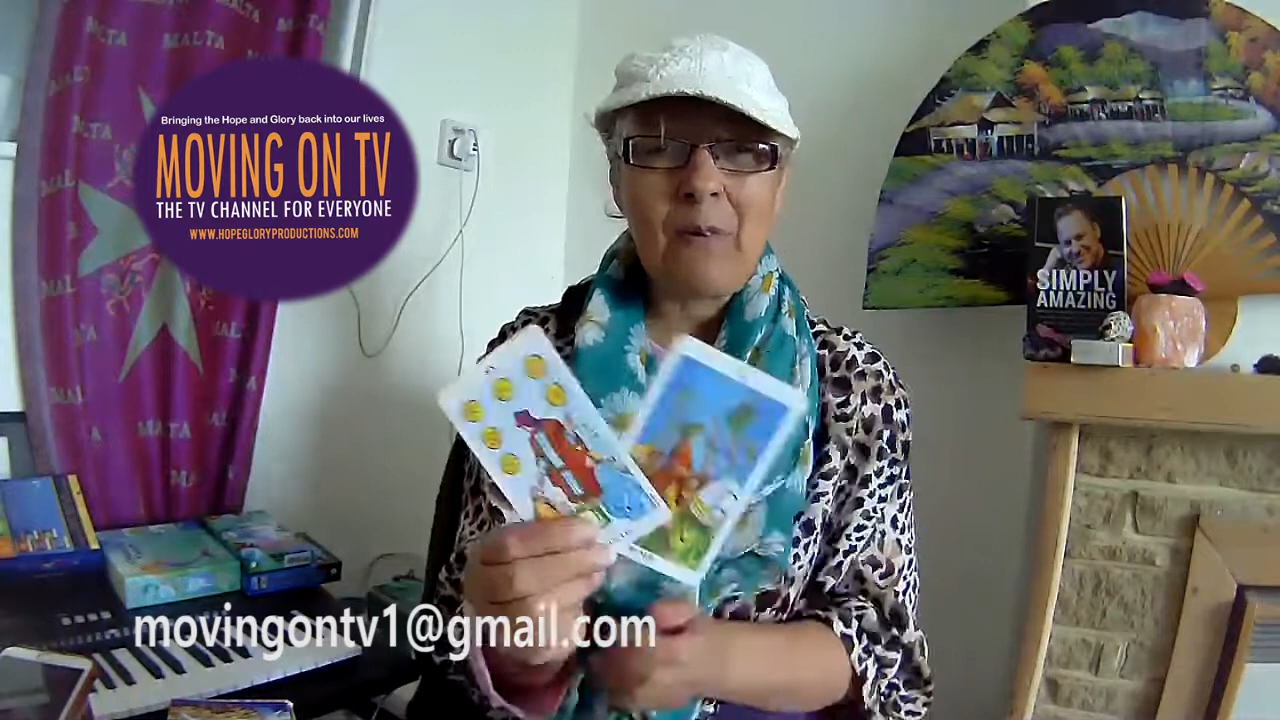 MALTA
MALTA
Bringing the Hope and Glory back into our lives
MOVING ON TV
THE TV CHANNEL FOR EVERYONE
WWW.HOPEGLORYPRODUCTIONS.COM
SIMPLY
AMAZING
MALTA
movingontv1@gmail.com